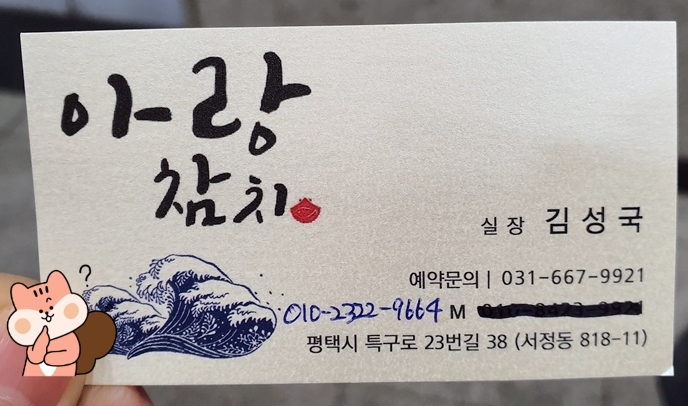 아랑
참치
실장 김성국
예약문의 | 031-667-9921
010-2322-9664 M
평택시 특구로 23번길 38 (서정동 818-11)
?